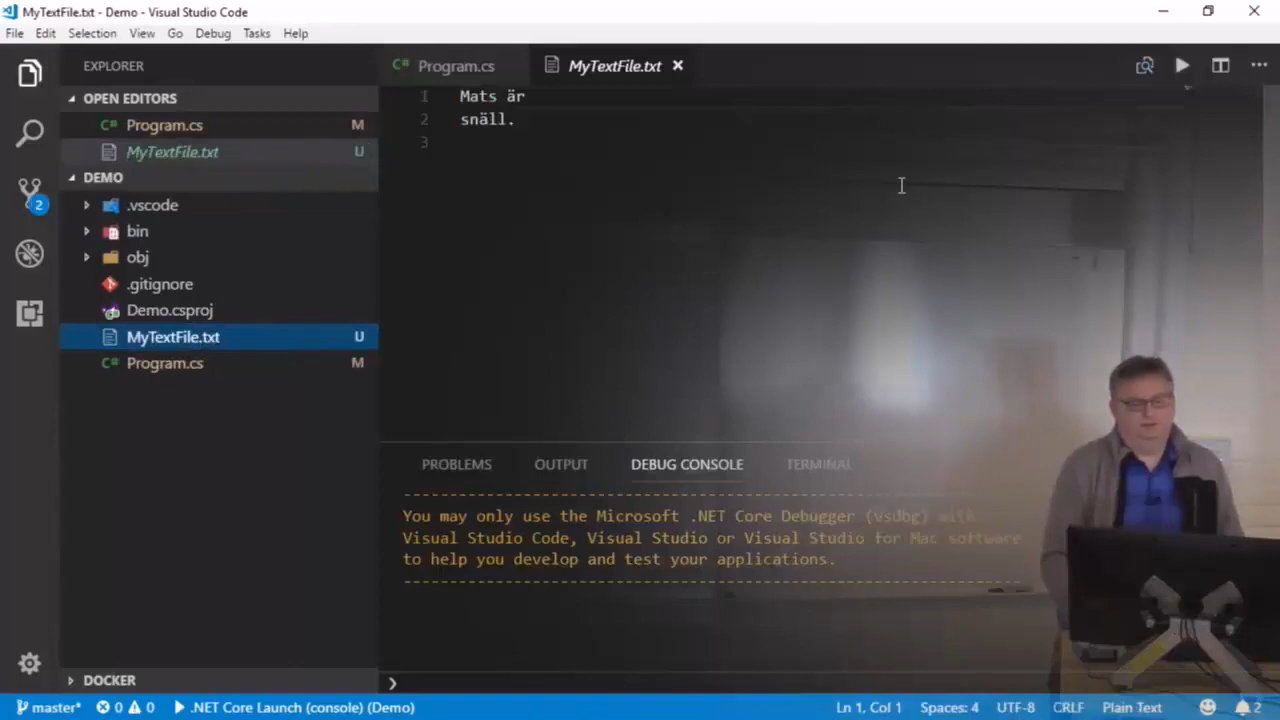 MyTextFile.txt - Demo - Visual Studio Code
File Edit Selection View Go Debug Tasks Help
EXPLORER
OPEN EDITORS
Program.cs M
MyTextFile.txt U
DEMO
.vscode
bin
obj
.gitignore
Demo.csproj
MyTextFile.txt U
Program.cs M
DOCKER
2
Program.cs MyTextFile.txt
1 Mats är
2 snäll.
3
PROBLEMS OUTPUT DEBUG CONSOLE TERMINAL
--------------------------------------------------------------------------------
You may only use the Microsoft .NET Core Debugger (vsdbg) with
Visual Studio Code, Visual Studio or Visual Studio for Mac software
to help you develop and test your applications.
--------------------------------------------------------------------------------
master* 0 0 .NET Core Launch (console) (Demo) Ln 1, Col 1 Spaces: 4 UTF-8 CRLF Plain Text 2